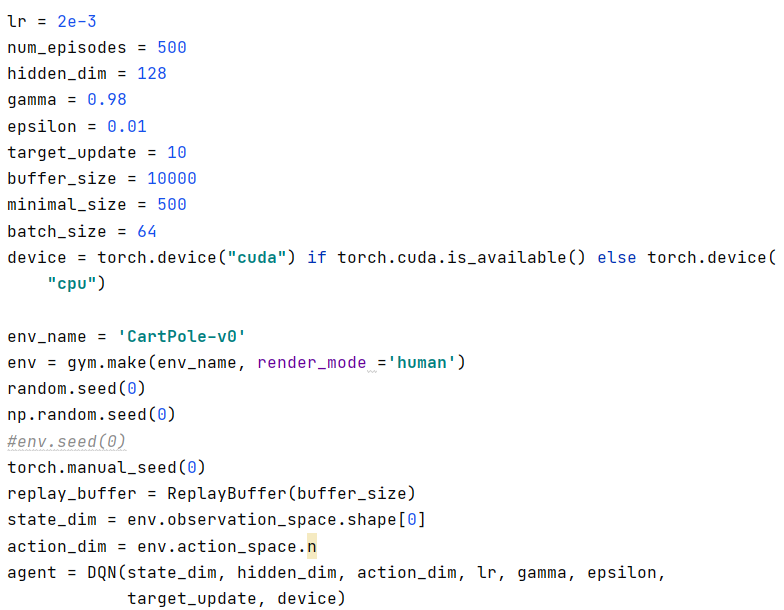 lr = 2e-3
num_episodes = 500
hidden_dim = 128
gamma = 0.98
epsilon = 0.01
target_update = 10
buffer_size = 10000
minimal_size = 500
batch_size = 64
device = torch.device("cuda") if torch.cuda.is_available() else torch.device(
    "cpu")

env_name = 'CartPole-v0'
env = gym.make(env_name, render_mode ='human')
random.seed(0)
np.random.seed(0)
#env.seed(0)
torch.manual_seed(0)
replay_buffer = ReplayBuffer(buffer_size)
state_dim = env.observation_space.shape[0]
action_dim = env.action_space.n
agent = DQN(state_dim, hidden_dim, action_dim, lr, gamma, epsilon,
            target_update, device)